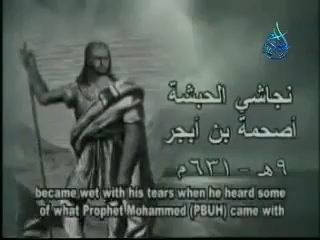 نجاشي الحبشة
أصحمة بن أبجر
٩هـ - ٦٣١م
became wet with his tears when he heard some
of what Prophet Mohammed (PBUH) came with